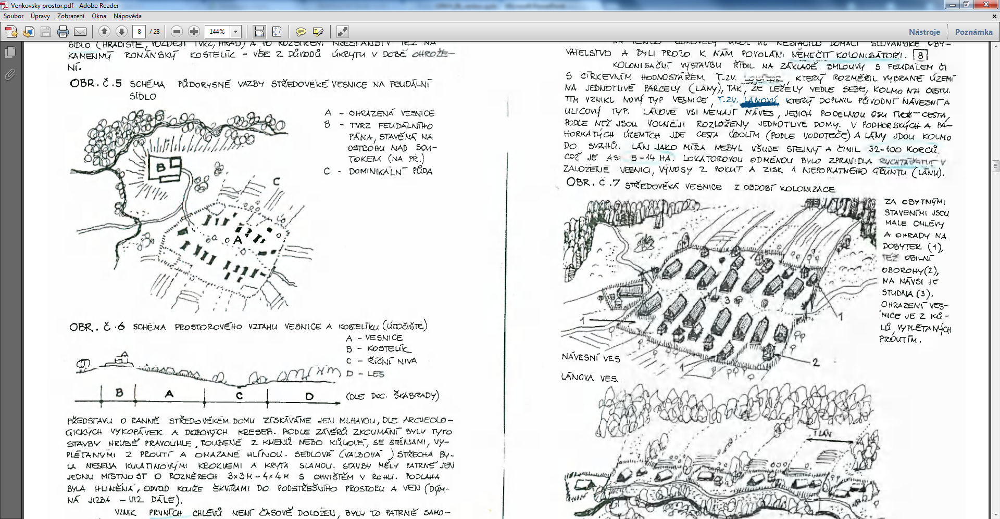 Venkovsky prostor.pdf - Adobe Reader
Soubor Úpravy Zobrazení Okna Nápověda
8 / 28 144% Nástroje Poznámka
SÍDLO (HRADIŠTĚ, POZDĚJI TVRZ, HRAD) A PO ROZŠÍŘENÍ KŘESŤANSTVÍ TÉŽ NA
KAMENNÝ ROMÁNSKÝ KOSTELÍK - VŠE Z DŮVODŮ ÚKRYTU V DOBĚ OHROŽE-
NÍ.
OBR. Č. 5 SCHÉMA PŮDORYSNÉ VAZBY STŘEDOVĚKÉ VESNICE NA FEUDÁLNÍ
SÍDLO
A - OHRAZENÁ VESNICE
B - TVRZ FEUDÁLNÍHO
PÁNA, STAVĚNÁ NA
OSTROHU NAD SOU-
TOKEM (NA PŘ.)
C - DOMINIKÁLNÍ PŮDA
B
C
A
OBR. Č. 6 SCHÉMA PROSTOROVÉHO VZTAHU VESNICE A KOSTELÍKU (ÚTOČIŠTĚ)
A - VESNICE
B - KOSTELÍK
C - ŘÍČNÍ NIVA
D - LES
B A C D (DLE DOC. ŠKABRADY)
PŘEDSTAVU O RANNĚ STŘEDOVĚKÉM DOMU ZÍSKÁVÁME JEN MLHAVOU, DLE ARCHEOLO-
GICKÝCH VYKOPÁVEK A DOBOVÝCH KRESEB. PODLE ZÁVĚRŮ ZKOUMÁNÍ BYLY TYTO
STAVBY HRUBĚ PRAVOÚHLÉ, ROUBENÉ Z KMENŮ NEBO KŮLOVÉ, SE STĚNAMI, VY-
PLÉTANÝMI Z PROUTÍ A OMAZANÉ HLÍNOU. SEDLOVÁ (VALBOVÁ) STŘECHA BY-
LA NESENA KULATINOVÝMI KROKVEMI A KRYTA SLÁMOU. STAVBY MĚLY PATRNĚ JEN
JEDNU MÍSTNOST O ROZMĚRECH 3x3 M - 4x4 M S OHNIŠTĚM V ROHU. PODLAHA
BYLA HLINĚNÁ, ODVOD KOUŘE ŠKVÍRAMI DO PODSTŘEŠNÍHO PROSTORU A VEN (DÝM-
NÁ JIZBA - VIZ DÁLE).
VZNIK PRVNÍCH CHLÉVŮ NENÍ ČASOVĚ DOLOŽEN, BYLY TO PATRNĚ SAMO-
NA TENTO OBROVSKÝ ÚKOL JIŽ NESTAČILO DOMÁCÍ SLOVANSKÉ OBY-
VATELSTVO A BYLI PROTO K NÁM POVOLÁNI NĚMEČTÍ KOLONISÁTOŘI. 8
KOLONISAČNÍ VÝSTAVBU ŘÍDIL NA ZÁKLADĚ SMLOUVY S FEUDÁLEM ČI
S CÍRKEVNÍM HODNOSTÁŘEM T.ZV. , KTERÝ ROZMĚŘIL VYBRANÉ ÚZEMÍ
NA JEDNOTLIVÉ PARCELY (LÁNY), TAK, ŽE LEŽELY VEDLE SEBE, KOLMO NA CESTU.
TÍM VZNIKL NOVÝ TYP VESNICE, T.ZV. LÁNOVÝ, KTERÝ DOPLNIL PŮVODNÍ NÁVESNÍ A
ULICOVÝ TYP. LÁNOVÉ VSI NEMAJÍ NÁVES, JEJICH PODÉLNOU OSU TVOŘÍ CESTA,
PODLE NÍŽ JSOU VOLNĚJI ROZLOŽENY JEDNOTLIVÉ DOMY. V PODHORSKÝCH A PA-
HORKATÝCH ÚZEMÍCH JDE CESTA ÚDOLÍM (PODLE VODOTEČE) A LÁNY JDOU KOLMO
DO SVAHŮ. LÁN JAKO MÍRA NEBYL VŠUDE STEJNÝ A ČINIL 32-100 KORCŮ,
COŽ JE ASI 5-14 HA. LOKATOROVOU ODMĚNOU BYLO ZPRAVIDLA RYCHTÁŘSTVÍ V
ZALOŽENÉ VESNICI, VÝNOSY Z POKUT A ZISK 1 NEPOPLATNÉHO GRUNTU (LÁNU).
OBR. Č. 7 STŘEDOVĚKÁ VESNICE Z OBDOBÍ KOLONIZACE
ZA OBYTNÝMI
STAVENÍMI JSOU
MALÉ CHLÉVY
A OHRADY NA
DOBYTEK (1),
TÉŽ OBILNÍ
OBOROHY (2),
NA NÁVSI JE
STUDNA (3).
OHRAZENÍ VES-
NICE JE Z KŮ-
LŮ, VYPLÉTANÝCH
PROUTÍM.
3
1
1
2
1
NÁVESNÍ VES
LÁNOVÁ VES
1 LÁN